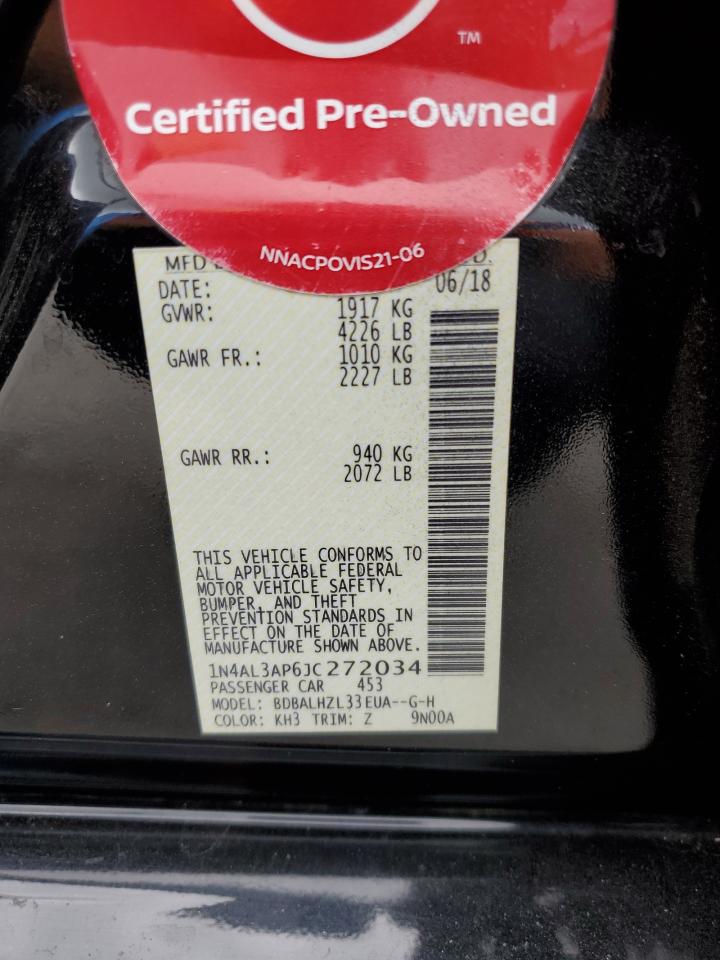 TM
Certified Pre-Owned
NNACPOVIS21-06
MFD
DATE: 06/18
GVWR: 1917 KG
4226 LB
GAWR FR.: 1010 KG
2227 LB
GAWR RR.: 940 KG
2072 LB
THIS VEHICLE CONFORMS TO
ALL APPLICABLE FEDERAL
MOTOR VEHICLE SAFETY,
BUMPER, AND THEFT
PREVENTION STANDARDS IN
EFFECT ON THE DATE OF
MANUFACTURE SHOWN ABOVE.
1N4AL3AP6JC272034
PASSENGER CAR 453
MODEL: BDBALHZL33EUA--G-H
COLOR: KH3 TRIM: Z 9N00A